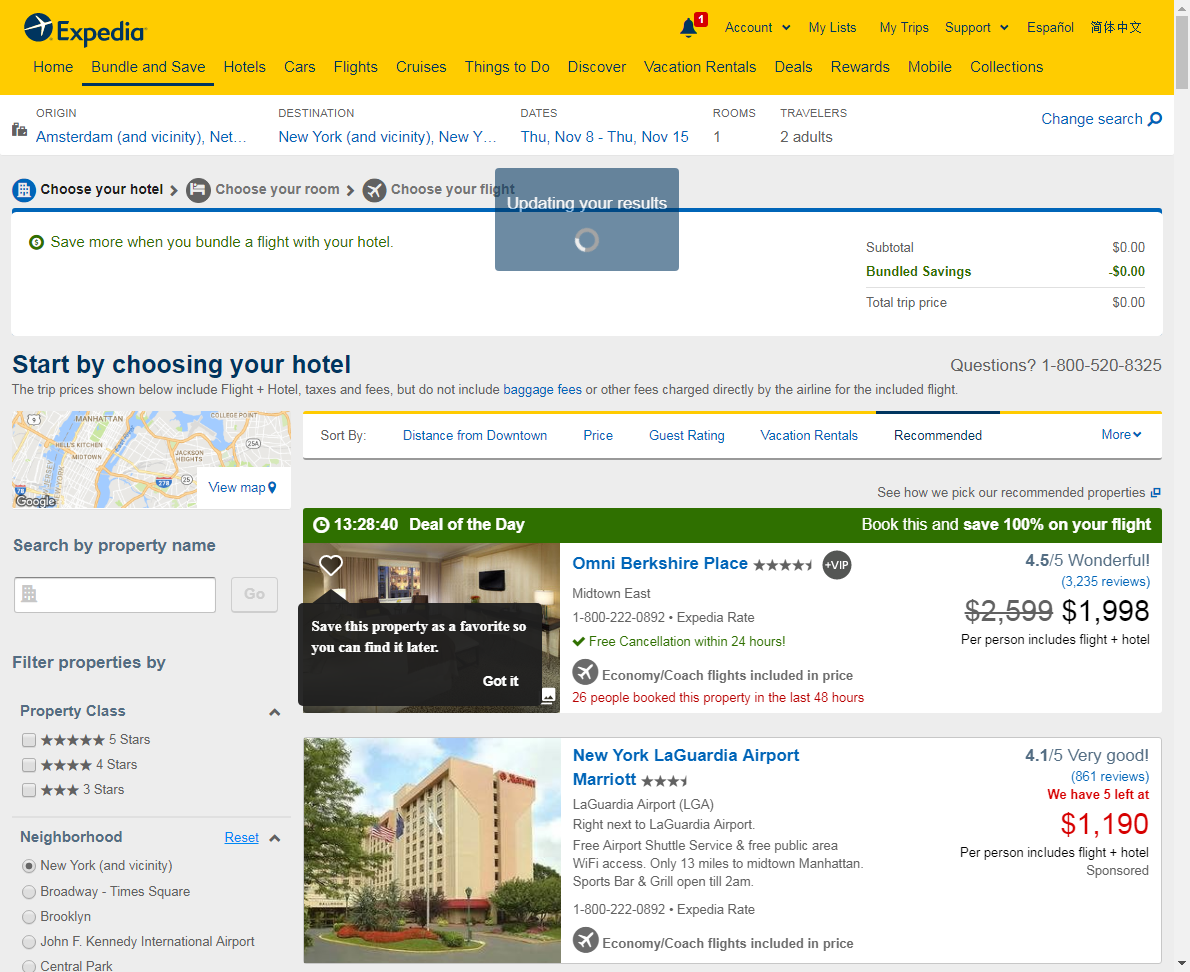 Expedia
1
Account
My Lists
My Trips
Support
Español
简体中文
Home
Bundle and Save
Hotels
Cars
Flights
Cruises
Things to Do
Discover
Vacation Rentals
Deals
Rewards
Mobile
Collections
ORIGIN
Amsterdam (and vicinity), Net...
DESTINATION
New York (and vicinity), New Y...
DATES
Thu, Nov 8 - Thu, Nov 15
ROOMS
1
TRAVELERS
2 adults
Change search
Choose your hotel
Choose your room
Choose your flight
Updating your results
Save more when you bundle a flight with your hotel.
Subtotal $0.00
Bundled Savings -$0.00
Total trip price $0.00
Start by choosing your hotel
Questions? 1-800-520-8325
The trip prices shown below include Flight + Hotel, taxes and fees, but do not include baggage fees or other fees charged directly by the airline for the included flight.
MANHATTAN
COLLEGE POINT
9
HELL'S KITCHEN
25A
MIDTOWN
East River
JACKSON
HEIGHTS
278
25
78
Google
View map
Sort By:
Distance from Downtown
Price
Guest Rating
Vacation Rentals
Recommended
More
See how we pick our recommended properties
Search by property name
Go
Filter properties by
Property Class
5 Stars
4 Stars
3 Stars
Neighborhood
Reset
New York (and vicinity)
Broadway - Times Square
Brooklyn
John F. Kennedy International Airport
Central Park
13:28:40 Deal of the Day
Book this and save 100% on your flight
Save this property as a favorite so
you can find it later.
Got it
Omni Berkshire Place
+VIP
Midtown East
1-800-222-0892 • Expedia Rate
Free Cancellation within 24 hours!
Economy/Coach flights included in price
26 people booked this property in the last 48 hours
4.5/5 Wonderful!
(3,235 reviews)
$2,599 $1,998
Per person includes flight + hotel
Marriott
New York LaGuardia Airport
Marriott
LaGuardia Airport (LGA)
Right next to LaGuardia Airport.
Free Airport Shuttle Service & free public area
WiFi access. Only 13 miles to midtown Manhattan.
Sports Bar & Grill open till 2am.
1-800-222-0892 • Expedia Rate
Economy/Coach flights included in price
4.1/5 Very good!
(861 reviews)
We have 5 left at
$1,190
Per person includes flight + hotel
Sponsored